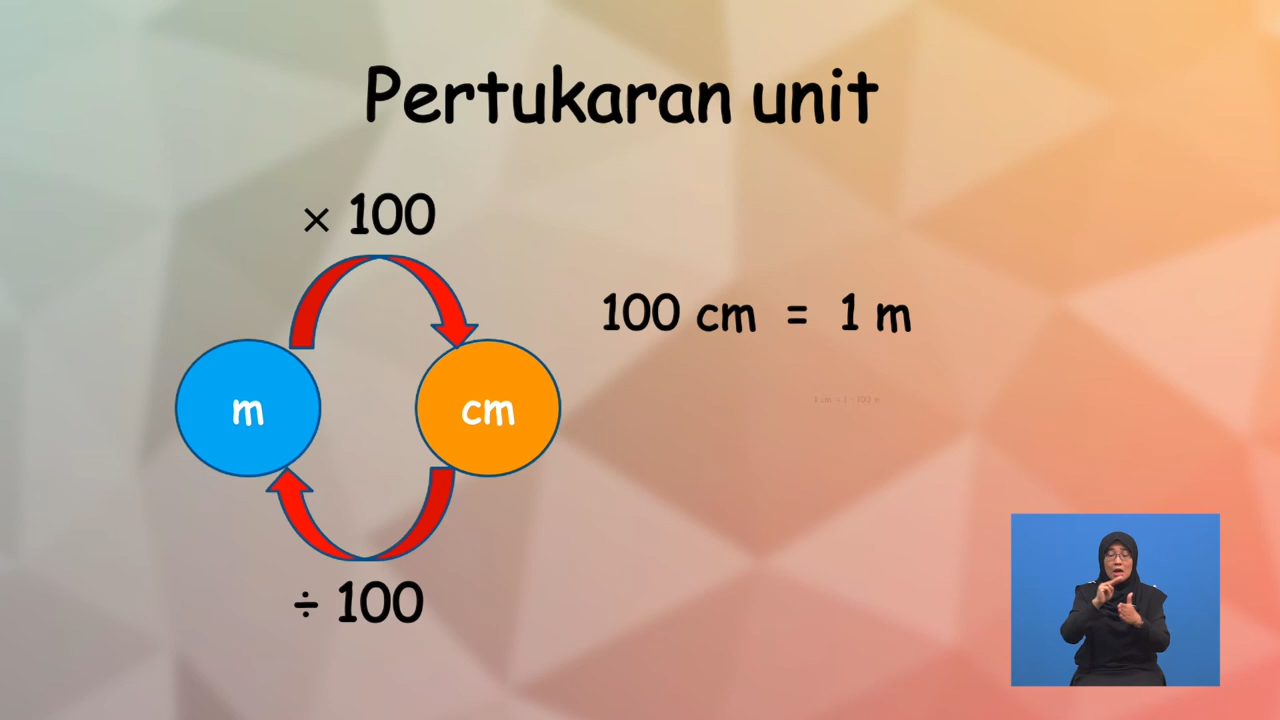 Pertukaran unit
× 100
100 cm = 1 m
m
cm
÷ 100